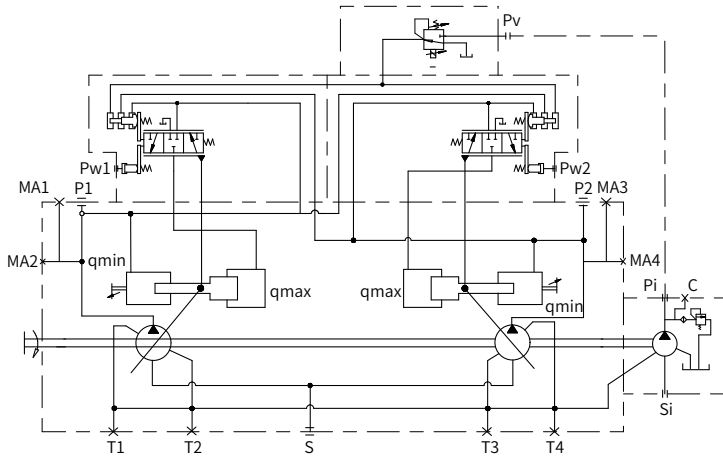 Pv
Pw1
Pw2
MA1
P1
P2
MA3
MA2
qmin
MA4
qmax
qmax
qmin
Pi
C
Si
T1
T2
S
T3
T4